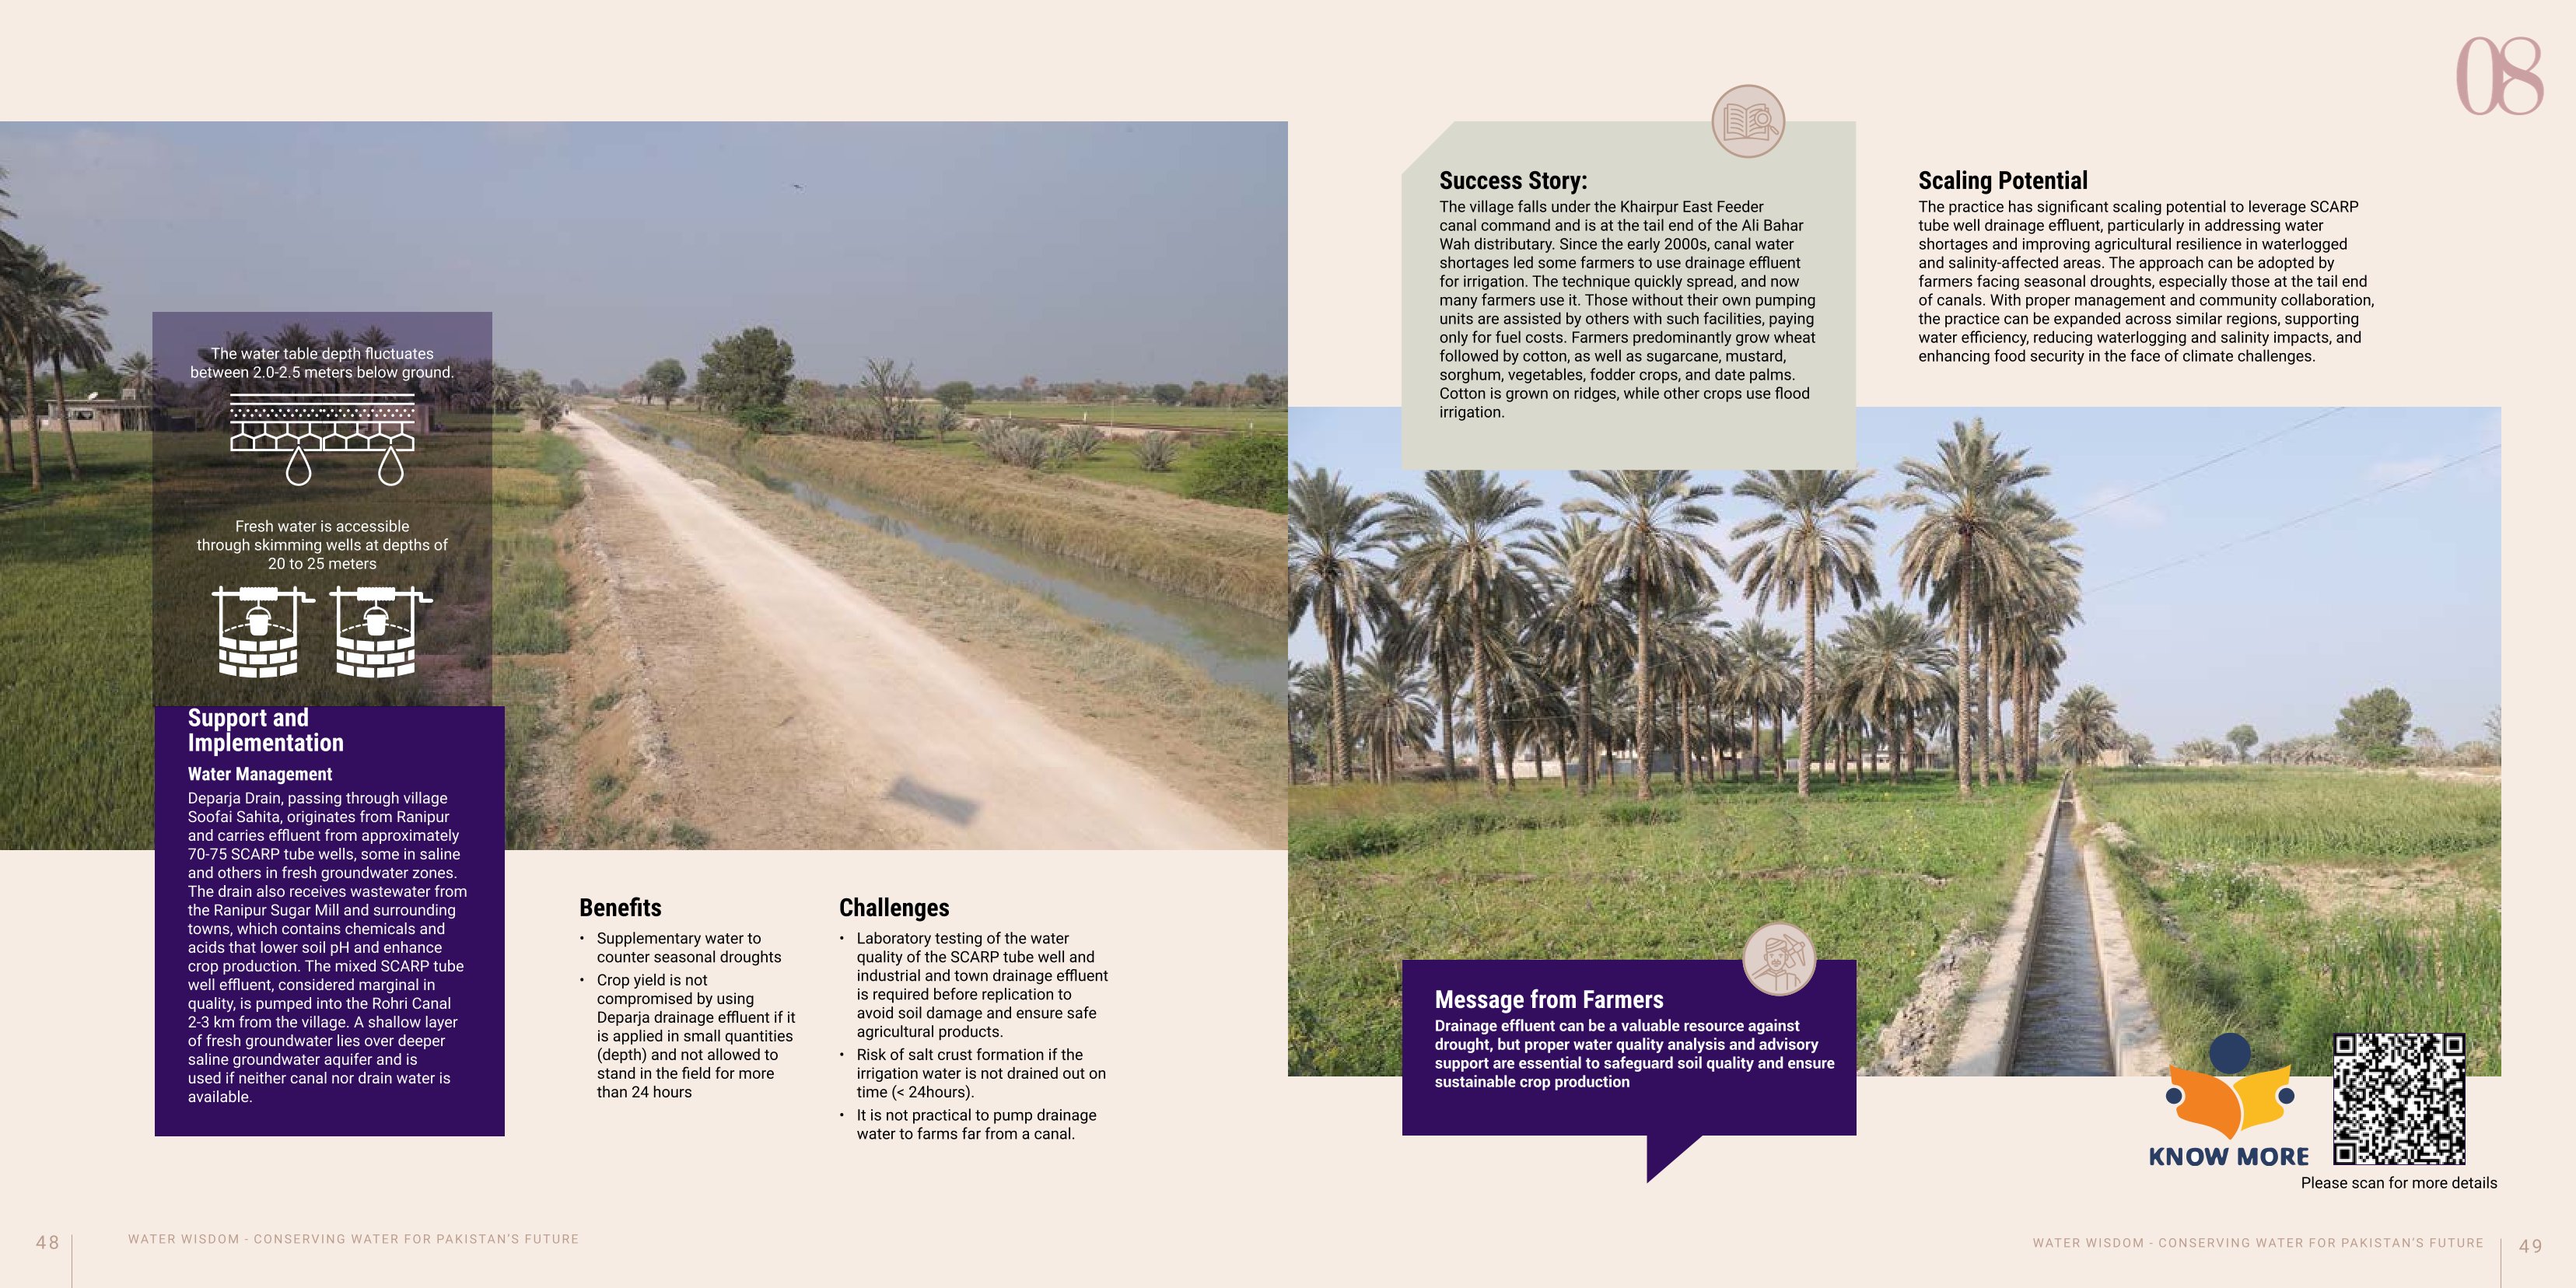 The water table depth fluctuates
between 2.0-2.5 meters below ground.
Fresh water is accessible
through skimming wells at depths of
20 to 25 meters
Support and
Implementation
Water Management
Deparja Drain, passing through village
Soofai Sahita, originates from Ranipur
and carries effluent from approximately
70-75 SCARP tube wells, some in saline
and others in fresh groundwater zones.
The drain also receives wastewater from
the Ranipur Sugar Mill and surrounding
towns, which contains chemicals and
acids that lower soil pH and enhance
crop production. The mixed SCARP tube
well effluent, considered marginal in
quality, is pumped into the Rohri Canal
2-3 km from the village. A shallow layer
of fresh groundwater lies over deeper
saline groundwater aquifer and is
used if neither canal nor drain water is
available.
Benefits
• Supplementary water to
counter seasonal droughts
• Crop yield is not
compromised by using
Deparja drainage effluent if it
is applied in small quantities
(depth) and not allowed to
stand in the field for more
than 24 hours
Challenges
• Laboratory testing of the water
quality of the SCARP tube well and
industrial and town drainage effluent
is required before replication to
avoid soil damage and ensure safe
agricultural products.
• Risk of salt crust formation if the
irrigation water is not drained out on
time (< 24hours).
• It is not practical to pump drainage
water to farms far from a canal.
48
WATER WISDOM - CONSERVING WATER FOR PAKISTAN'S FUTURE
08
Success Story:
The village falls under the Khairpur East Feeder
canal command and is at the tail end of the Ali Bahar
Wah distributary. Since the early 2000s, canal water
shortages led some farmers to use drainage effluent
for irrigation. The technique quickly spread, and now
many farmers use it. Those without their own pumping
units are assisted by others with such facilities, paying
only for fuel costs. Farmers predominantly grow wheat
followed by cotton, as well as sugarcane, mustard,
sorghum, vegetables, fodder crops, and date palms.
Cotton is grown on ridges, while other crops use flood
irrigation.
Scaling Potential
The practice has significant scaling potential to leverage SCARP
tube well drainage effluent, particularly in addressing water
shortages and improving agricultural resilience in waterlogged
and salinity-affected areas. The approach can be adopted by
farmers facing seasonal droughts, especially those at the tail end
of canals. With proper management and community collaboration,
the practice can be expanded across similar regions, supporting
water efficiency, reducing waterlogging and salinity impacts, and
enhancing food security in the face of climate challenges.
Message from Farmers
Drainage effluent can be a valuable resource against
drought, but proper water quality analysis and advisory
support are essential to safeguard soil quality and ensure
sustainable crop production
KNOW MORE
Please scan for more details
WATER WISDOM - CONSERVING WATER FOR PAKISTAN'S FUTURE
49